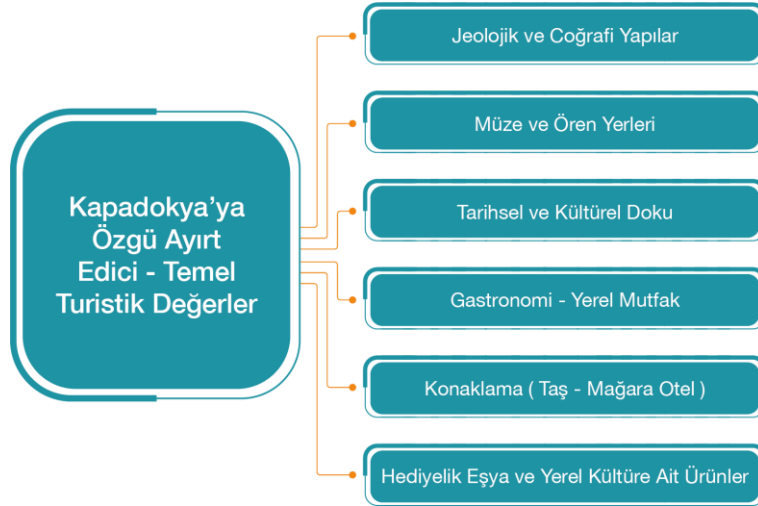 Kapadokya'ya
Özgü Ayırt
Edici - Temel
Turistik Değerler
Jeolojik ve Coğrafi Yapılar
Müze ve Ören Yerleri
Tarihsel ve Kültürel Doku
Gastronomi - Yerel Mutfak
Konaklama ( Taş - Mağara Otel )
Hediyelik Eşya ve Yerel Kültüre Ait Ürünler